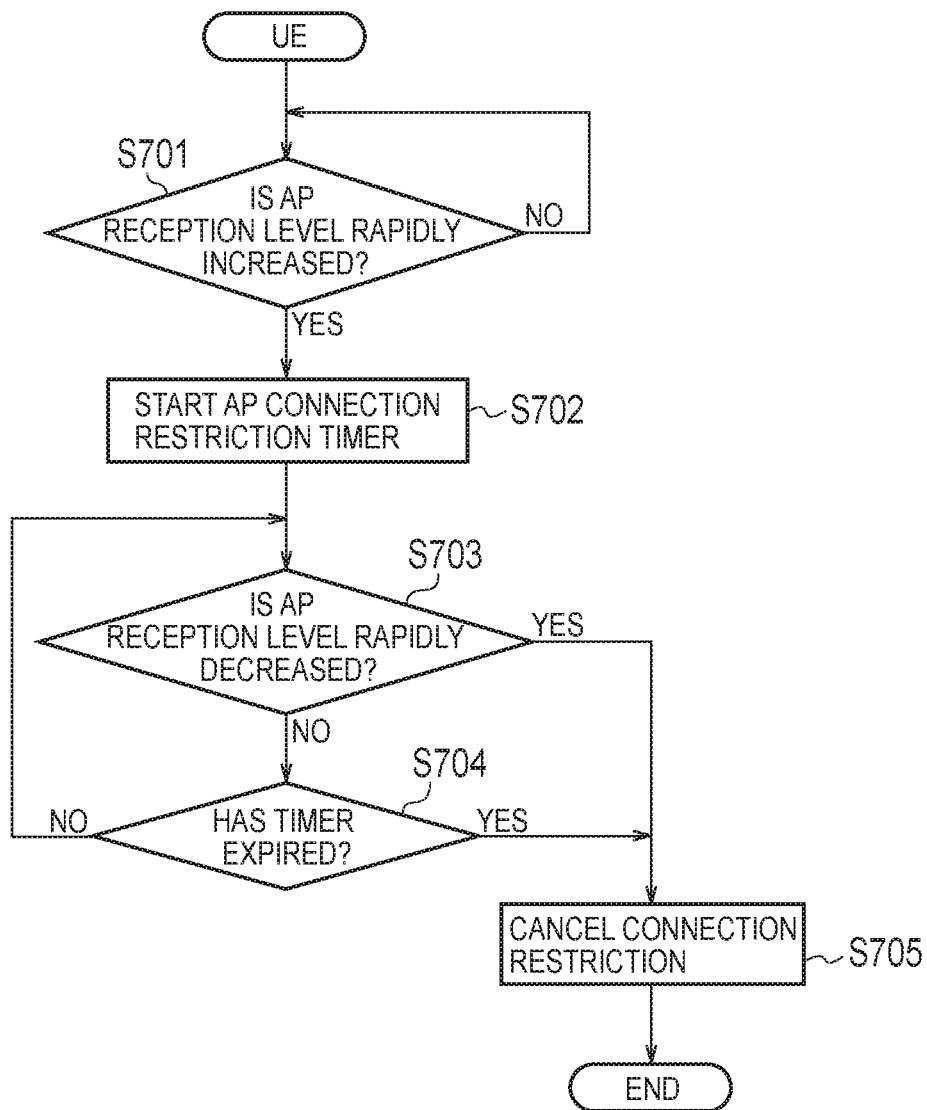 UE
S701
IS AP
RECEPTION LEVEL RAPIDLY
INCREASED?
NO
YES
START AP CONNECTION
RESTRICTION TIMER
S702
S703
IS AP
RECEPTION LEVEL RAPIDLY
DECREASED?
YES
NO
S704
NO
HAS TIMER
EXPIRED?
YES
CANCEL CONNECTION
RESTRICTION
S705
END